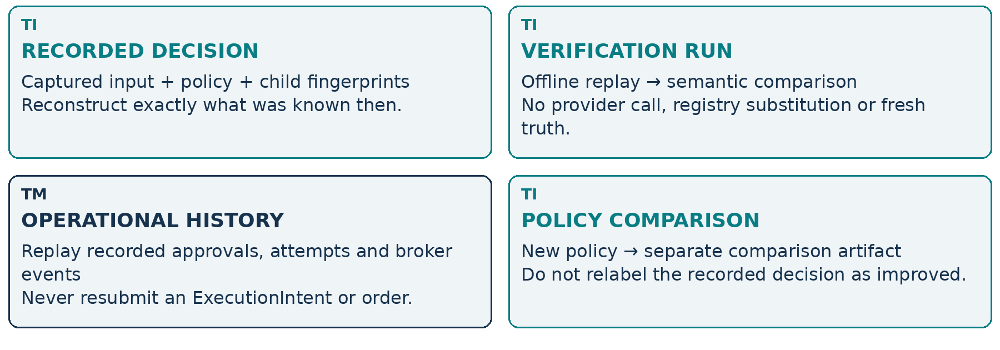 TI
RECORDED DECISION
Captured input + policy + child fingerprints
Reconstruct exactly what was known then.
TI
VERIFICATION RUN
Offline replay → semantic comparison
No provider call, registry substitution or fresh
truth.
TM
OPERATIONAL HISTORY
Replay recorded approvals, attempts and broker
events
Never resubmit an ExecutionIntent or order.
TI
POLICY COMPARISON
New policy → separate comparison artifact
Do not relabel the recorded decision as improved.